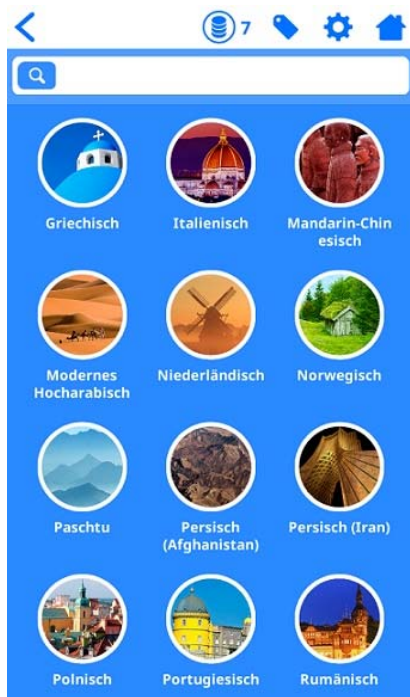 7
Griechisch
Italienisch
Mandarin-Chin
esisch
Modernes
Hocharabisch
Niederländisch
Norwegisch
Paschtu
Persisch
(Afghanistan)
Persisch (Iran)
Polnisch
Portugiesisch
Rumänisch